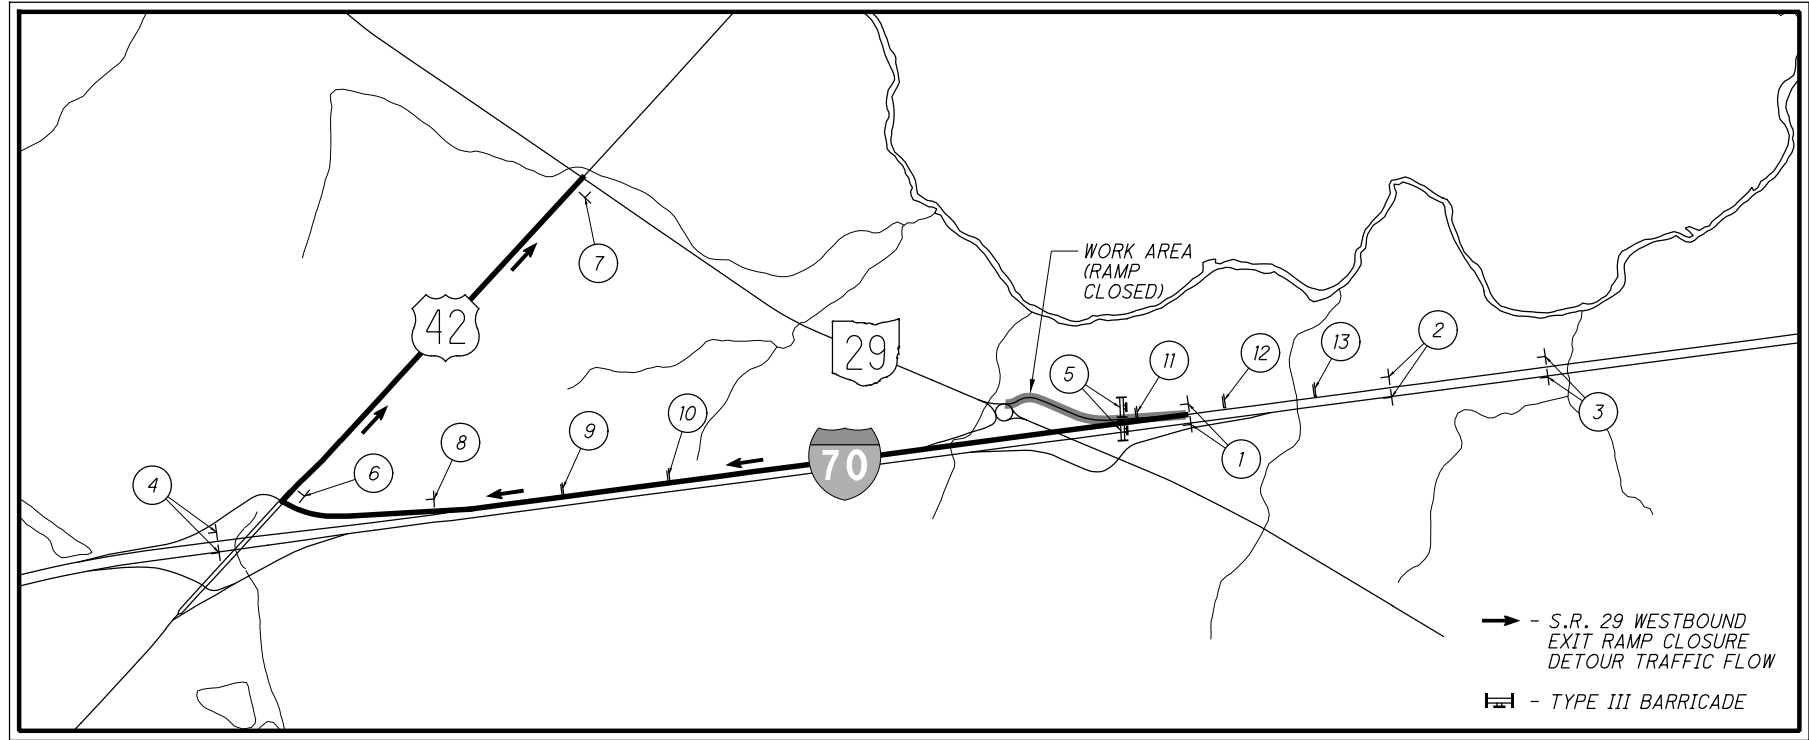 WORK AREA
(RAMP
CLOSED)
7
42
29
5
11
12
13
2
10
9
8
6
4
3
1
70
- S.R. 29 WESTBOUND
EXIT RAMP CLOSURE
DETOUR TRAFFIC FLOW
- TYPE III BARRICADE